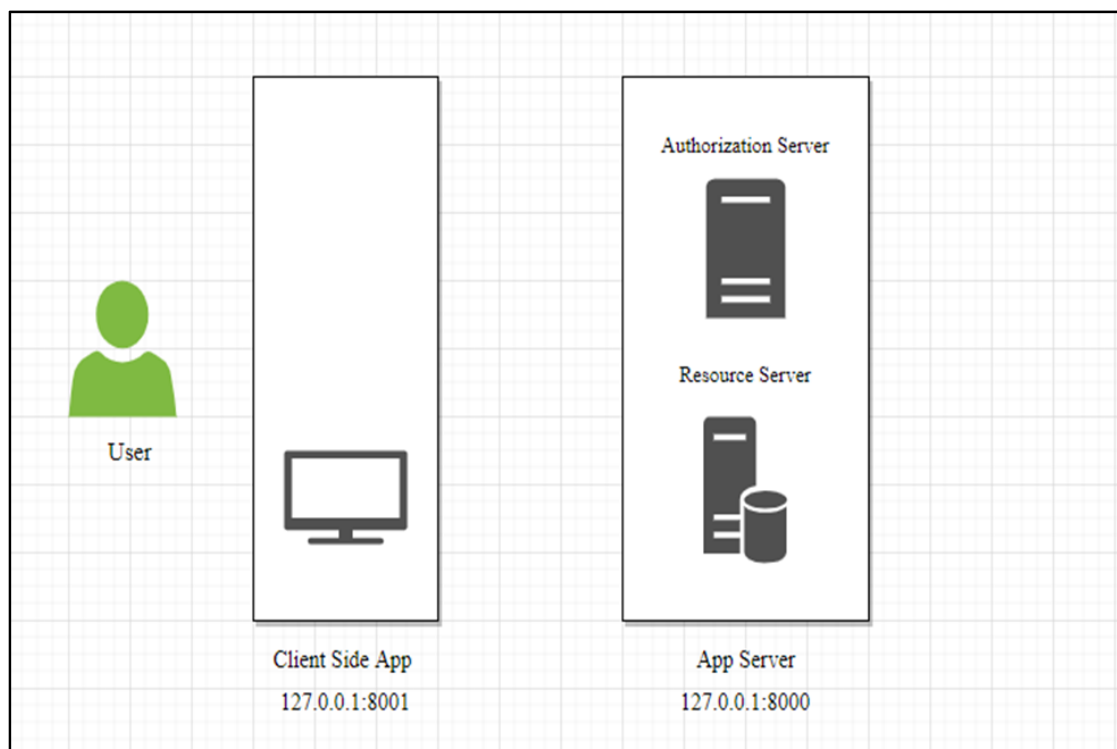 Authorization Server
Resource Server
User
Client Side App
127.0.0.1:8001
App Server
127.0.0.1:8000